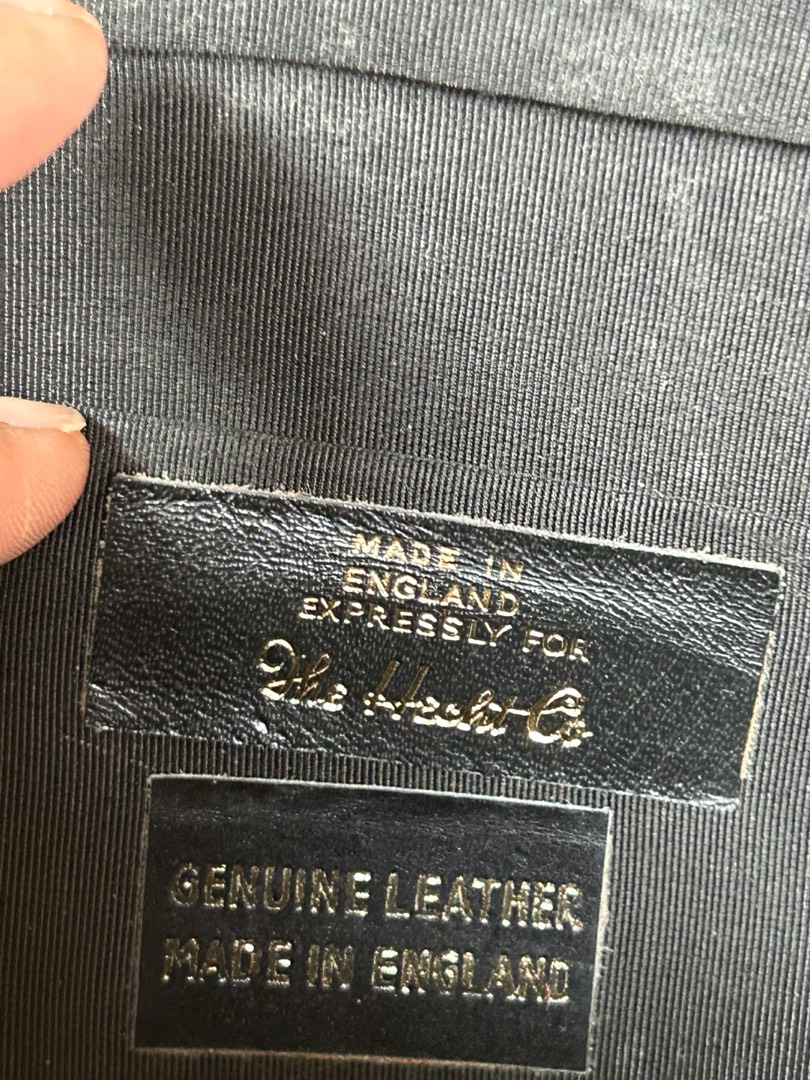 MADE IN
ENGLAND
EXPRESSLY FOR
The Hecht Co
GENUINE LEATHER
MADE IN ENGLAND